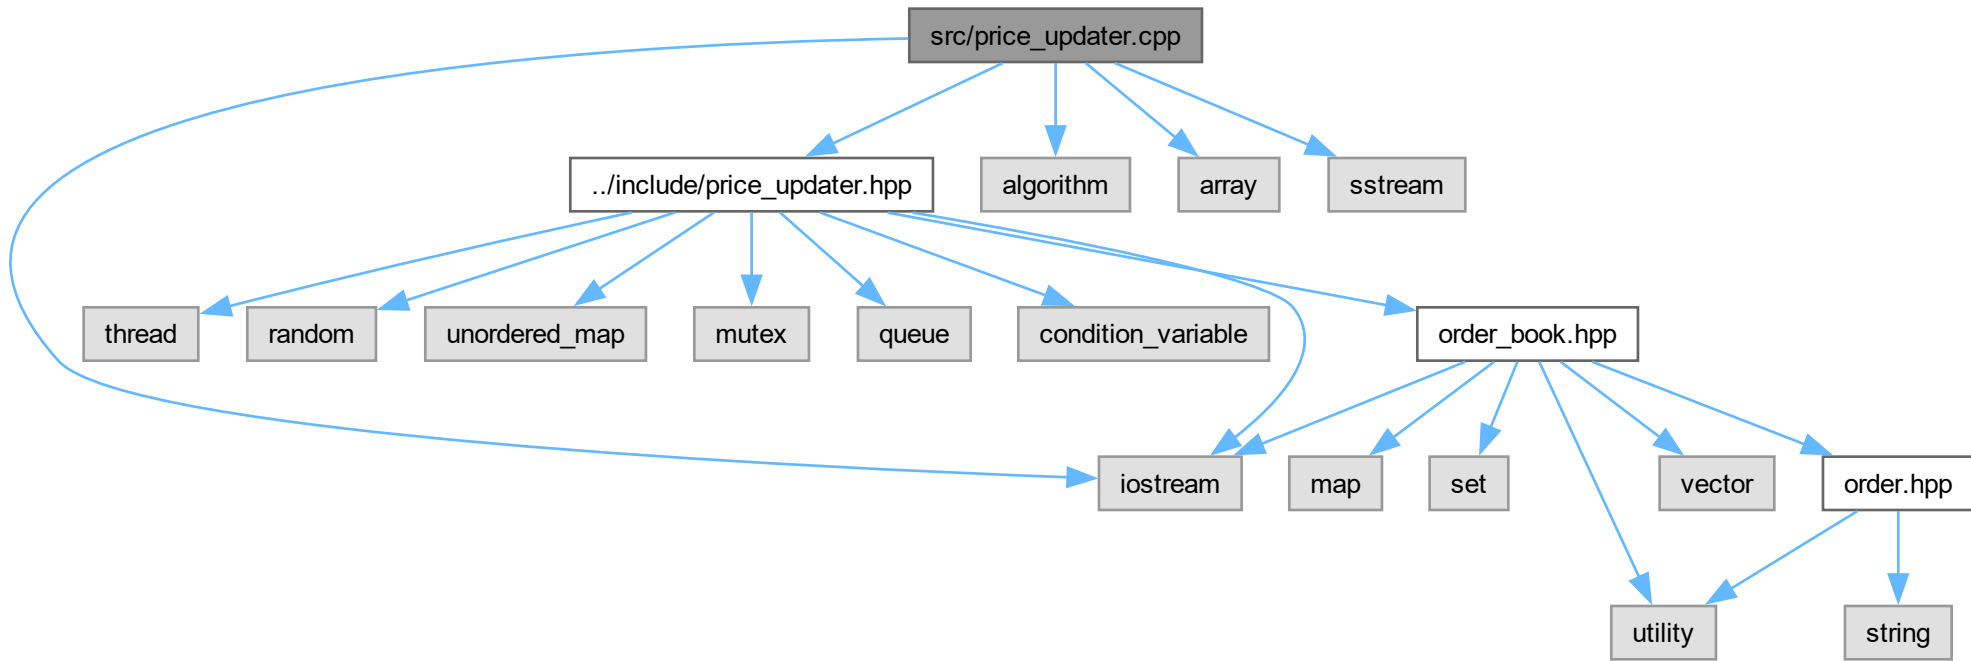 src/price_updater.cpp
../include/price_updater.hpp
algorithm
array
sstream
thread
random
unordered_map
mutex
queue
condition_variable
order_book.hpp
iostream
map
set
vector
order.hpp
utility
string